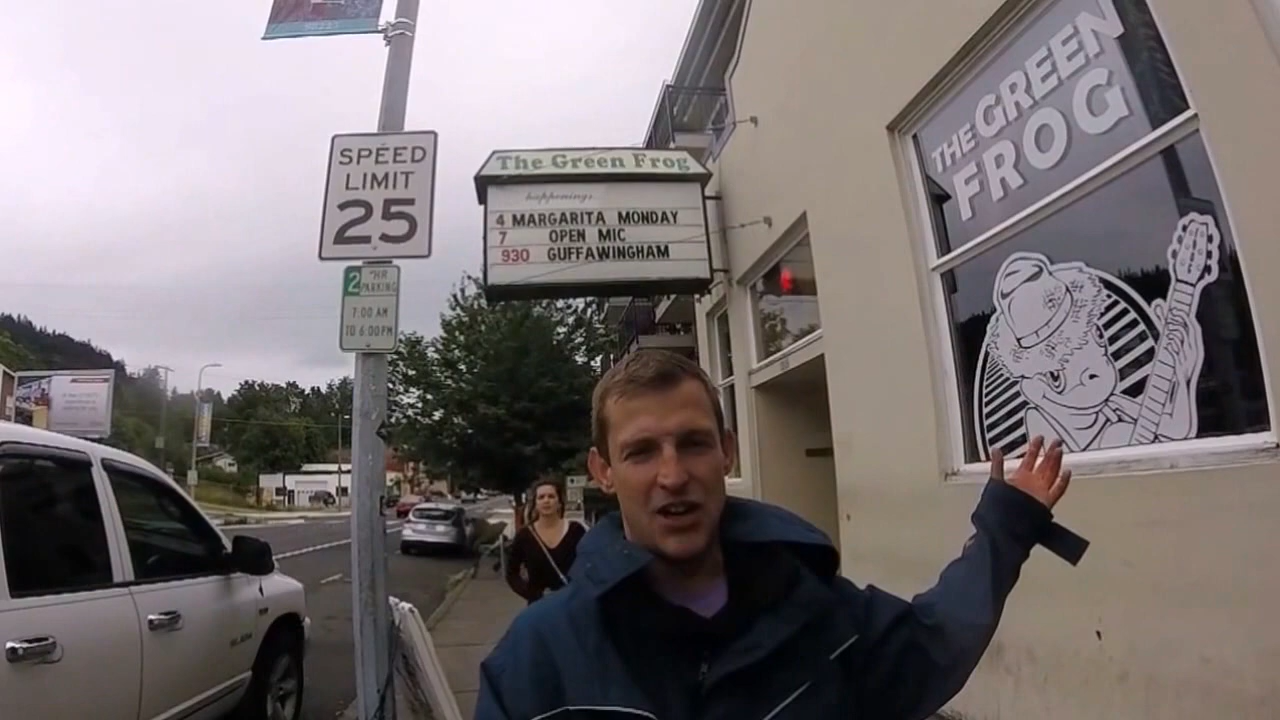 SPEED
LIMIT
25
2 HR
PARKING
7:00 AM
TO 6:00 PM
The Green Frog
happenings
4 MARGARITA MONDAY
7 OPEN MIC
930 GUFFAWINGHAM
THE GREEN
FROG